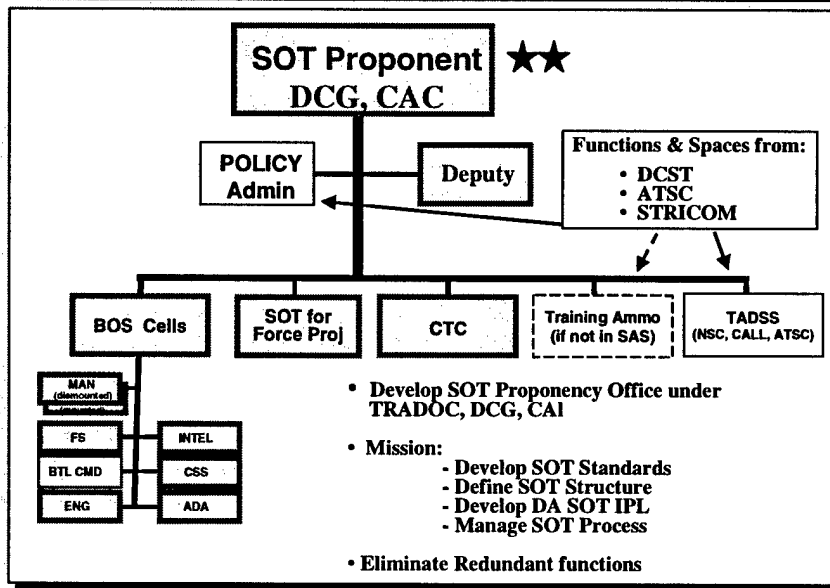 SOT Proponent
DCG, CAC
POLICY
Admin
Deputy
Functions & Spaces from:
• DCST
• ATSC
• STRICOM
BOS Cells
SOT for
Force Proj
CTC
Training Ammo
(if not in SAS)
TADSS
(NSC, CALL, ATSC)
MAN
(dismounted)
(mounted)
FS
INTEL
BTL CMD
CSS
ENG
ADA
• Develop SOT Proponency Office under
TRADOC, DCG, CAI
• Mission:
- Develop SOT Standards
- Define SOT Structure
- Develop DA SOT IPL
- Manage SOT Process
• Eliminate Redundant functions